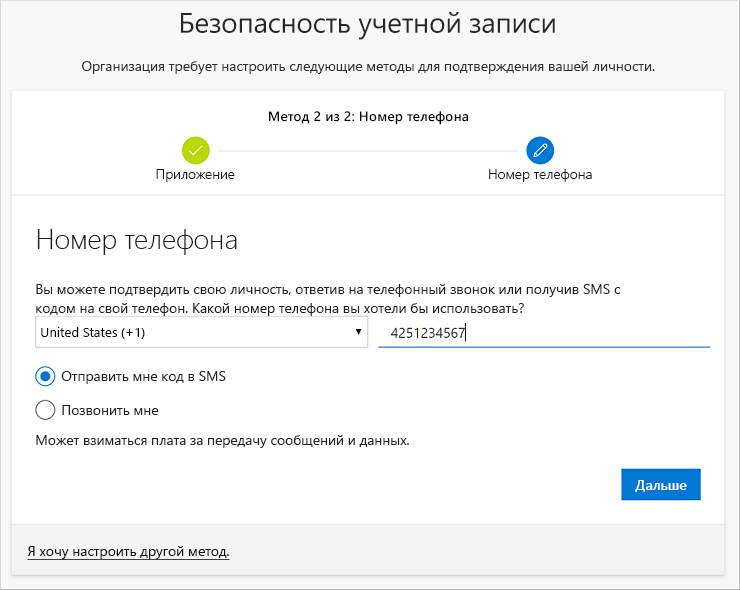 Безопасность учетной записи
Организация требует настроить следующие методы для подтверждения вашей личности.
Метод 2 из 2: Номер телефона
Приложение
Номер телефона
Номер телефона
Вы можете подтвердить свою личность, ответив на телефонный звонок или получив SMS с
кодом на свой телефон. Какой номер телефона вы хотели бы использовать?
United States (+1)
4251234567
Отправить мне код в SMS
Позвонить мне
Может взиматься плата за передачу сообщений и данных.
Дальше
Я хочу настроить другой метод.